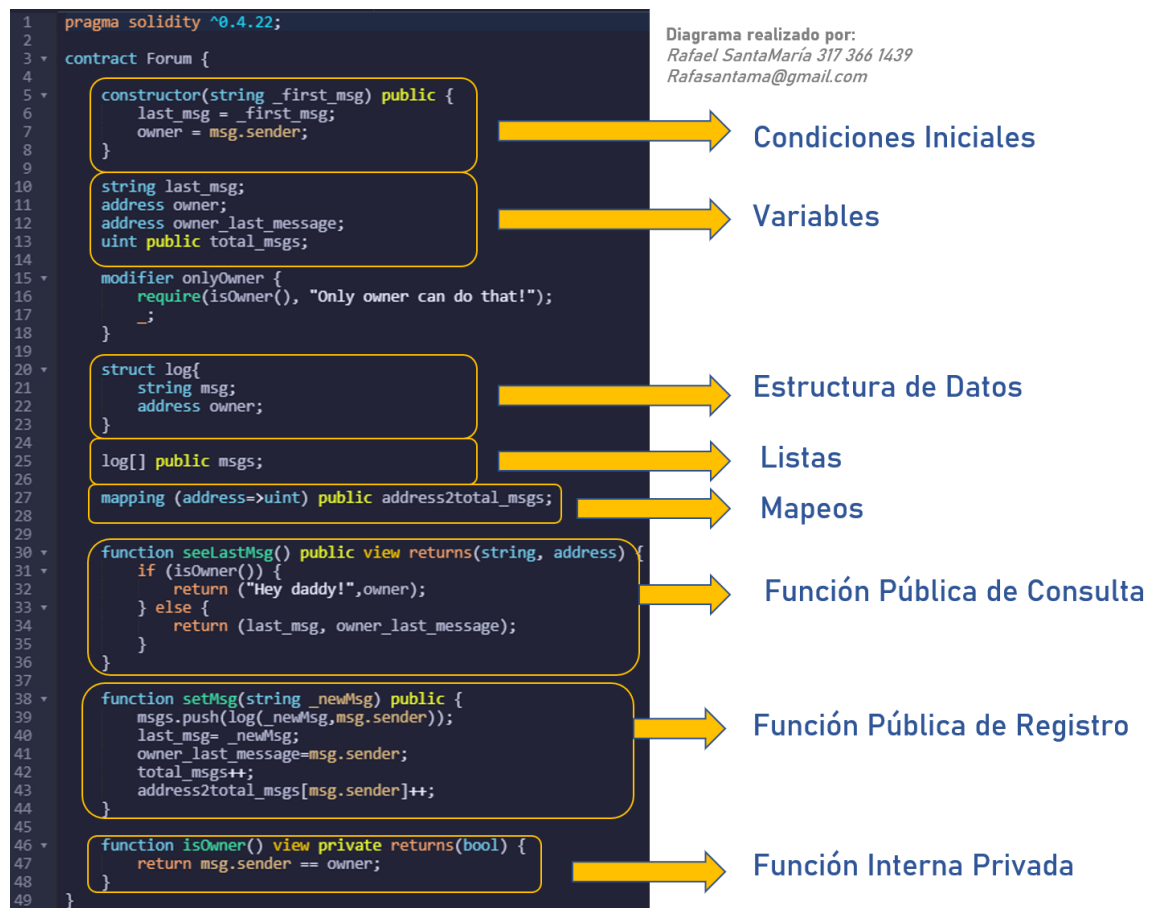 1 pragma solidity ^0.4.22;
2
3 contract Forum {
4
5 constructor(string _first_msg) public {
6 last_msg = _first_msg;
7 owner = msg.sender;
8 }
9
10 string last_msg;
11 address owner;
12 address owner_last_message;
13 uint public total_msgs;
14
15 modifier onlyOwner {
16 require(isOwner(), "Only owner can do that!");
17 _;
18 }
19
20 struct log{
21 string msg;
22 address owner;
23 }
24
25 log[] public msgs;
26
27 mapping (address=>uint) public address2total_msgs;
28
29
30 function seeLastMsg() public view returns(string, address) {
31 if (isOwner()) {
32 return ("Hey daddy!",owner);
33 } else {
34 return (last_msg, owner_last_message);
35 }
36 }
37
38 function setMsg(string _newMsg) public {
39 msgs.push(log(_newMsg,msg.sender));
40 last_msg= _newMsg;
41 owner_last_message=msg.sender;
42 total_msgs++;
43 address2total_msgs[msg.sender]++;
44 }
45
46 function isOwner() view private returns(bool) {
47 return msg.sender == owner;
48 }
49 }
Diagrama realizado por:
Rafael SantaMaría 317 366 1439
Rafasantama@gmail.com
Condiciones Iniciales
Variables
Estructura de Datos
Listas
Mapeos
Función Pública de Consulta
Función Pública de Registro
Función Interna Privada